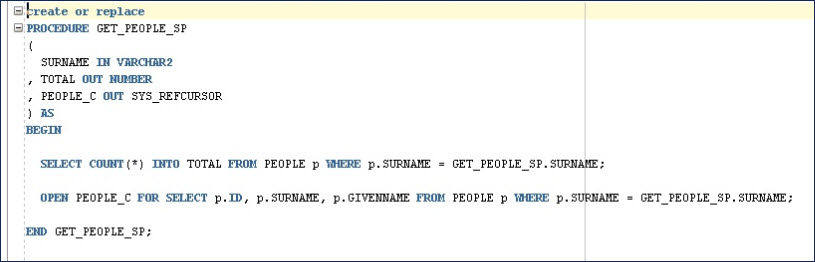 create or replace
PROCEDURE GET_PEOPLE_SP
(
SURNAME IN VARCHAR2
, TOTAL OUT NUMBER
, PEOPLE_C OUT SYS_REFCURSOR
) AS
BEGIN
SELECT COUNT(*) INTO TOTAL FROM PEOPLE p WHERE p.SURNAME = GET_PEOPLE_SP.SURNAME;
OPEN PEOPLE_C FOR SELECT p.ID, p.SURNAME, p.GIVENNAME FROM PEOPLE p WHERE p.SURNAME = GET_PEOPLE_SP.SURNAME;
END GET_PEOPLE_SP;